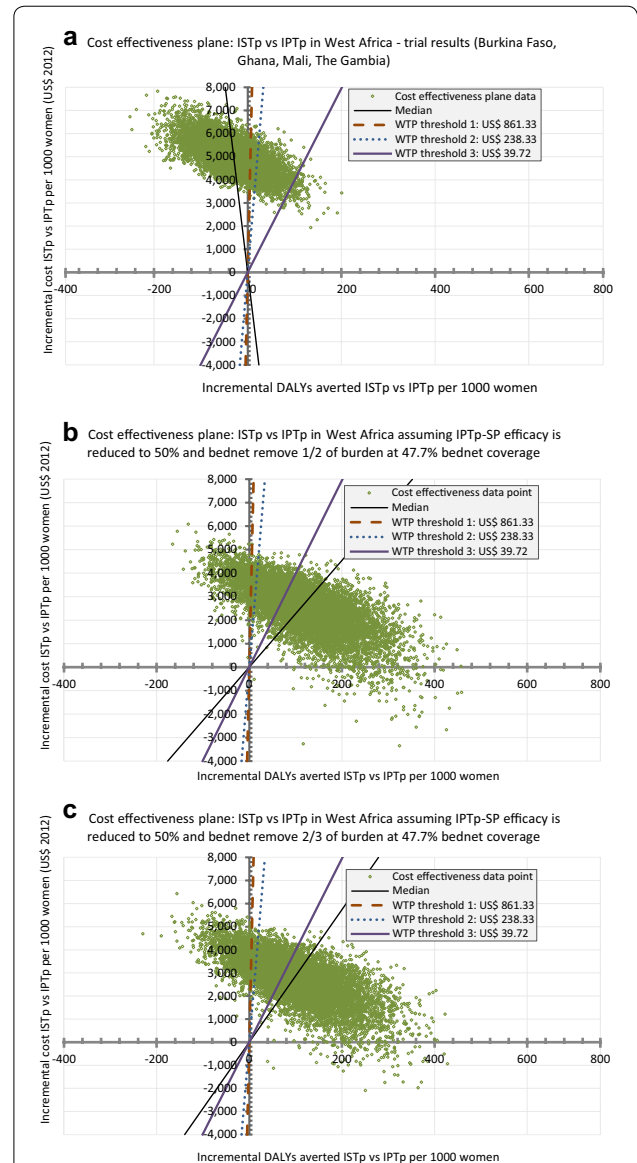 a
Cost effectiveness plane: ISTp vs IPTp in West Africa - trial results (Burkina Faso,
Ghana, Mali, The Gambia)
Incremental cost ISTp vs IPTp per 1000 women (US$ 2012)
8,000
7,000
6,000
5,000
4,000
3,000
2,000
1,000
0
-1,000
-2,000
-3,000
-4,000
-400
-200
0
200
400
600
800
Cost effectiveness plane data
Median
WTP threshold 1: US$ 861.33
WTP threshold 2: US$ 238.33
WTP threshold 3: US$ 39.72
Incremental DALYs averted ISTp vs IPTp per 1000 women
b
Cost effectiveness plane: ISTp vs IPTp in West Africa assuming IPTp-SP efficacy is
reduced to 50% and bednet remove 1/2 of burden at 47.7% bednet coverage
Incremental cost ISTp vs IPTp per 1000 women (US$ 2012)
8,000
7,000
6,000
5,000
4,000
3,000
2,000
1,000
0
-1,000
-2,000
-3,000
-4,000
-400
-200
0
200
400
600
800
Cost effectiveness data point
Median
WTP threshold 1: US$ 861.33
WTP threshold 2: US$ 238.33
WTP threshold 3: US$ 39.72
Incremental DALYs averted ISTp vs IPTp per 1000 women
c
Cost effectiveness plane: ISTp vs IPTp in West Africa assuming IPTp-SP efficacy is
reduced to 50% and bednet remove 2/3 of burden at 47.7% bednet coverage
Incremental cost ISTp vs IPTp per 1000 women (US$ 2012)
8,000
7,000
6,000
5,000
4,000
3,000
2,000
1,000
0
-1,000
-2,000
-3,000
-4,000
-400
-200
0
200
400
600
800
Cost effectiveness data point
Median
WTP threshold 1: US$ 861.33
WTP threshold 2: US$ 238.33
WTP threshold 3: US$ 39.72
Incremental DALYs averted ISTp vs IPTp per 1000 women